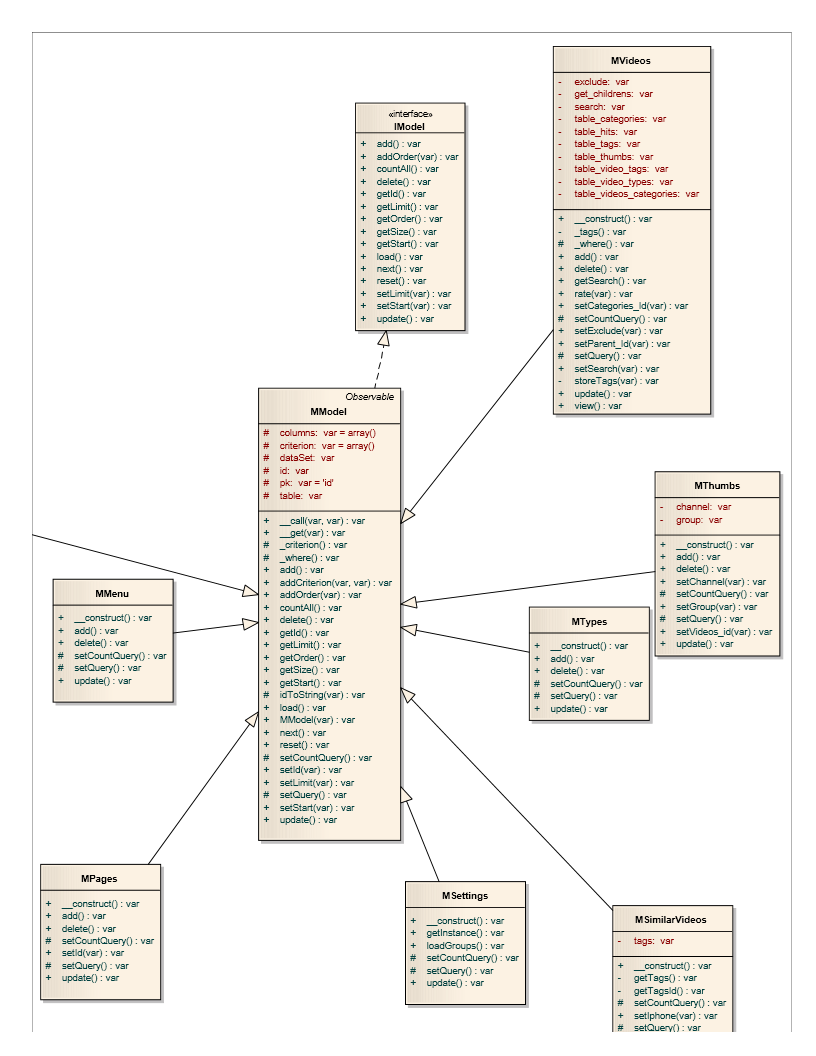 MVideos
- exclude: var
- get_childrens: var
- search: var
- table_categories: var
- table_hits: var
- table_tags: var
- table_thumbs: var
- table_video_tags: var
- table_video_types: var
- table_videos_categories: var
+ __construct() : var
- _tags() : var
# _where() : var
+ add() : var
+ delete() : var
+ getSearch() : var
+ rate(var) : var
+ setCategories_Id(var) : var
# setCountQuery() : var
+ setExclude(var) : var
+ setParent_Id(var) : var
# setQuery() : var
+ setSearch(var) : var
- storeTags(var) : var
+ update() : var
+ view() : var
«interface»
IModel
+ add() : var
+ addOrder(var) : var
+ countAll() : var
+ delete() : var
+ getId() : var
+ getLimit() : var
+ getOrder() : var
+ getSize() : var
+ getStart() : var
+ load() : var
+ next() : var
+ reset() : var
+ setLimit(var) : var
+ setStart(var) : var
+ update() : var
Observable
MModel
# columns: var = array()
# criterion: var = array()
# dataSet: var
# id: var
# pk: var = 'id'
# table: var
+ __call(var, var) : var
+ __get(var) : var
# _criterion() : var
# _where() : var
+ add() : var
+ addCriterion(var, var) : var
+ addOrder(var) : var
+ countAll() : var
+ delete() : var
+ getId() : var
+ getLimit() : var
+ getOrder() : var
+ getSize() : var
+ getStart() : var
# idToString(var) : var
+ load() : var
+ MModel(var) : var
+ next() : var
+ reset() : var
# setCountQuery() : var
+ setId(var) : var
+ setLimit(var) : var
# setQuery() : var
+ setStart(var) : var
+ update() : var
MThumbs
- channel: var
- group: var
+ __construct() : var
+ add() : var
+ delete() : var
+ setChannel(var) : var
# setCountQuery() : var
+ setGroup(var) : var
# setQuery() : var
+ setVideos_id(var) : var
+ update() : var
MMenu
+ __construct() : var
+ add() : var
+ delete() : var
# setCountQuery() : var
# setQuery() : var
+ update() : var
MTypes
+ __construct() : var
+ add() : var
+ delete() : var
# setCountQuery() : var
# setQuery() : var
+ update() : var
MPages
+ __construct() : var
+ add() : var
+ delete() : var
# setCountQuery() : var
+ setId(var) : var
# setQuery() : var
+ update() : var
MSettings
+ __construct() : var
+ getInstance() : var
+ loadGroups() : var
# setCountQuery() : var
# setQuery() : var
+ update() : var
MSimilarVideos
- tags: var
+ __construct() : var
- getTags() : var
- getTagsId() : var
# setCountQuery() : var
+ setIphone(var) : var
# setQuery() : var